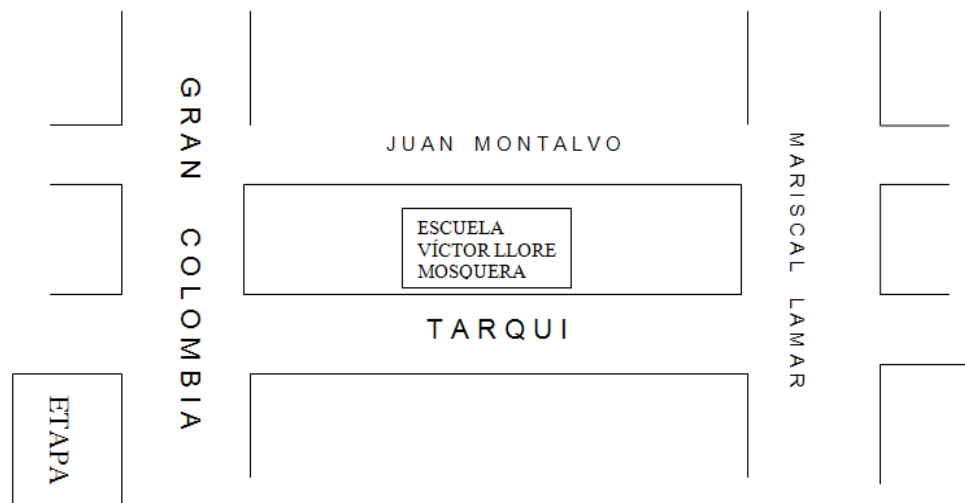 GRAN COLOMBIA
JUAN MONTALVO
MARISCAL LAMAR
ESCUELA
VÍCTOR LLORE
MOSQUERA
TARQUI
ETAPA